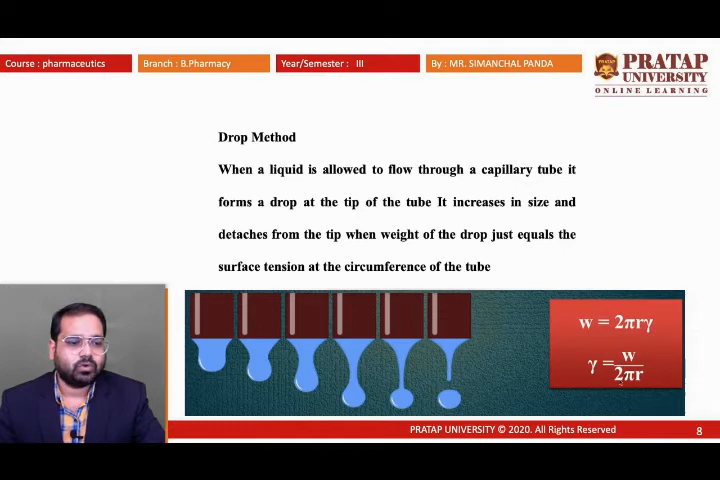 Course : pharmaceutics
Branch : B.Pharmacy
Year/Semester : III
By : MR. SIMANCHAL PANDA
PRATAP
PRATAP
UNIVERSITY
ONLINE LEARNING
Drop Method
When a liquid is allowed to flow through a capillary tube it
forms a drop at the tip of the tube It increases in size and
detaches from the tip when weight of the drop just equals the
surface tension at the circumference of the tube
w = 2πrγ
γ = w
2πr
PRATAP UNIVERSITY © 2020. All Rights Reserved
8